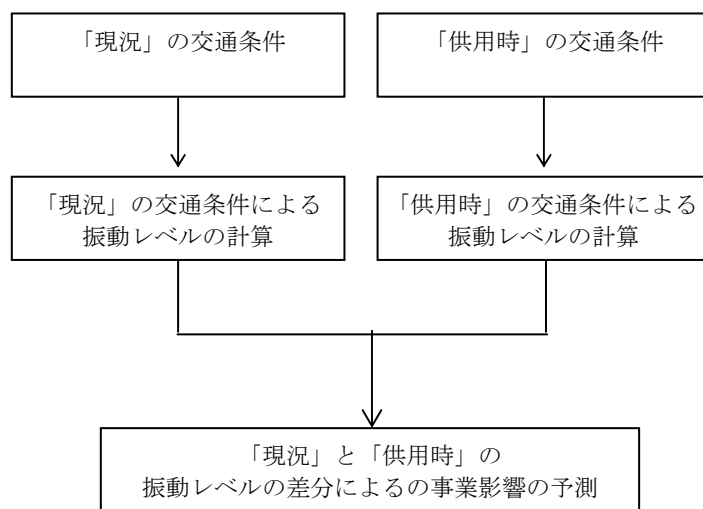 「現況」の交通条件
「供用時」の交通条件
「現況」の交通条件による
振動レベルの計算
「供用時」の交通条件による
振動レベルの計算
「現況」と「供用時」の
振動レベルの差分によるの事業影響の予測